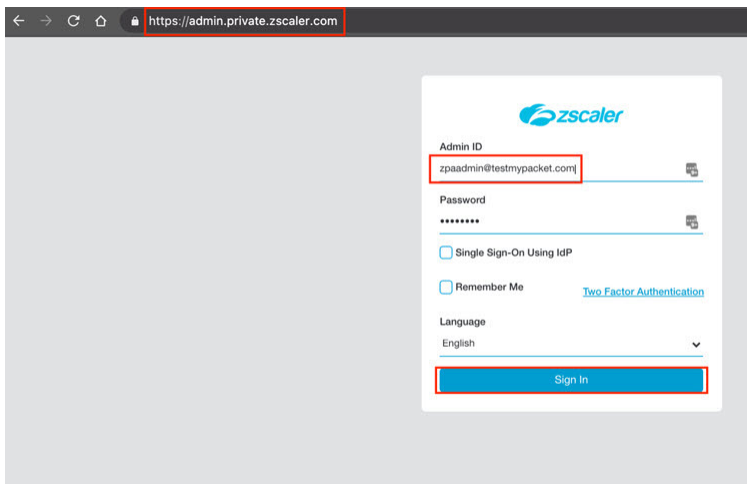 https://admin.private.zscaler.com
zscaler
Admin ID
zpaadmin@testmypacket.com
Password
••••••••
Single Sign-On Using IdP
Remember Me
Two Factor Authentication
Language
English
Sign In